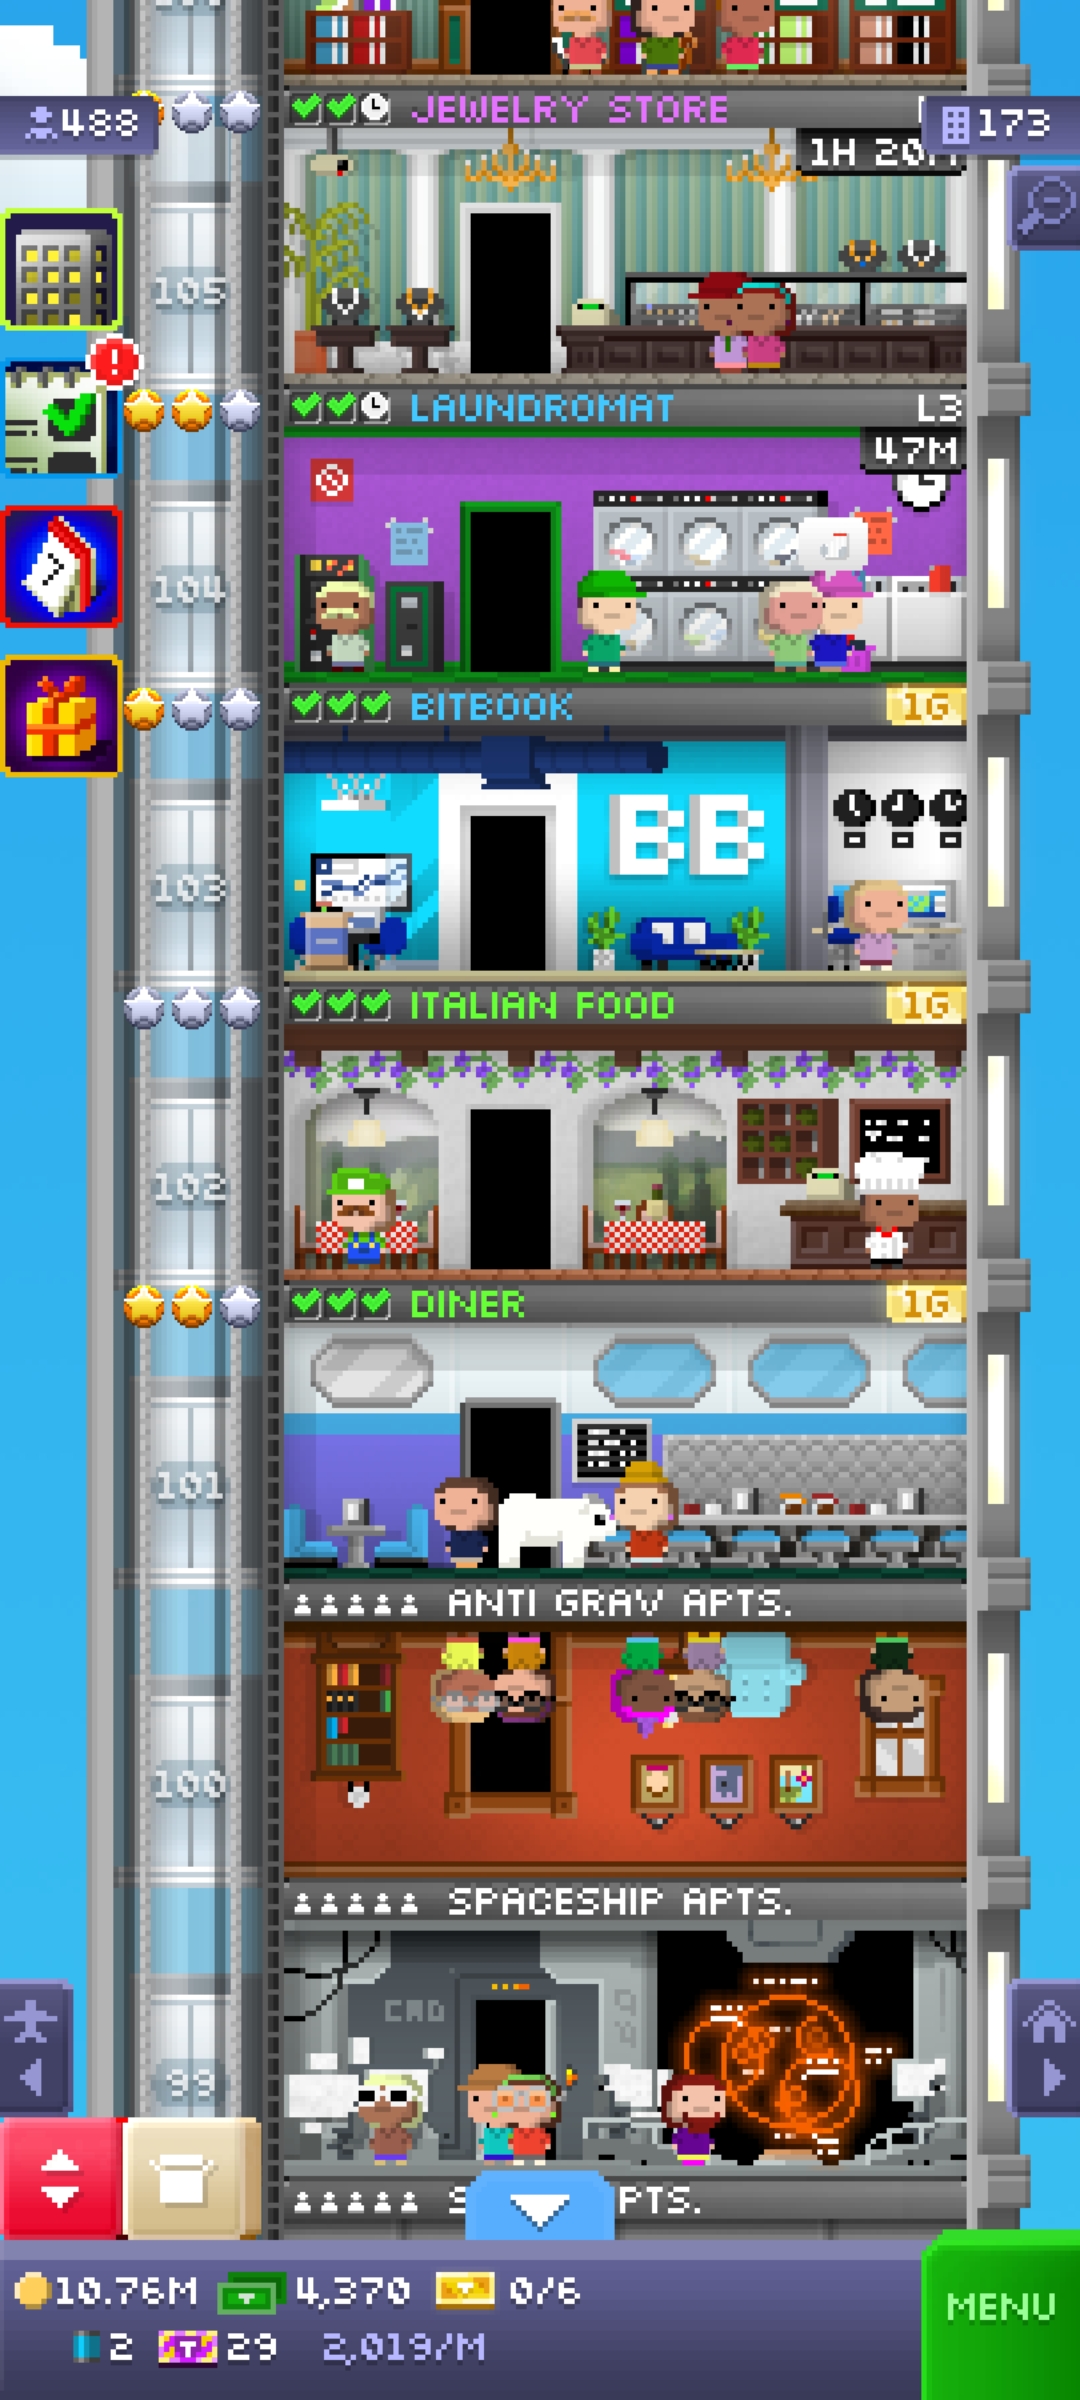 488
JEWELRY STORE
173
1H 20M
105
LAUNDROMAT
L3
47M
104
BITBOOK
1G
BB
103
ITALIAN FOOD
1G
102
DINER
1G
101
ANTI GRAV APTS.
100
SPACESHIP APTS.
CRD
99
PTS.
10.76M
4,370
0/6
MENU
2
29
2,019/M